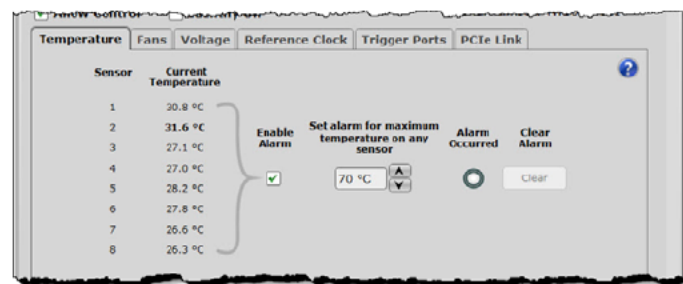 Temperature Fans Voltage Reference Clock Trigger Ports PCIe Link
Sensor Current Temperature
Enable Alarm Set alarm for maximum temperature on any sensor Alarm Occurred Clear Alarm
1 30.8 °C
2 31.6 °C
3 27.1 °C
4 27.0 °C
5 28.2 °C
6 27.8 °C
7 26.6 °C
8 26.3 °C
70 °C
Clear